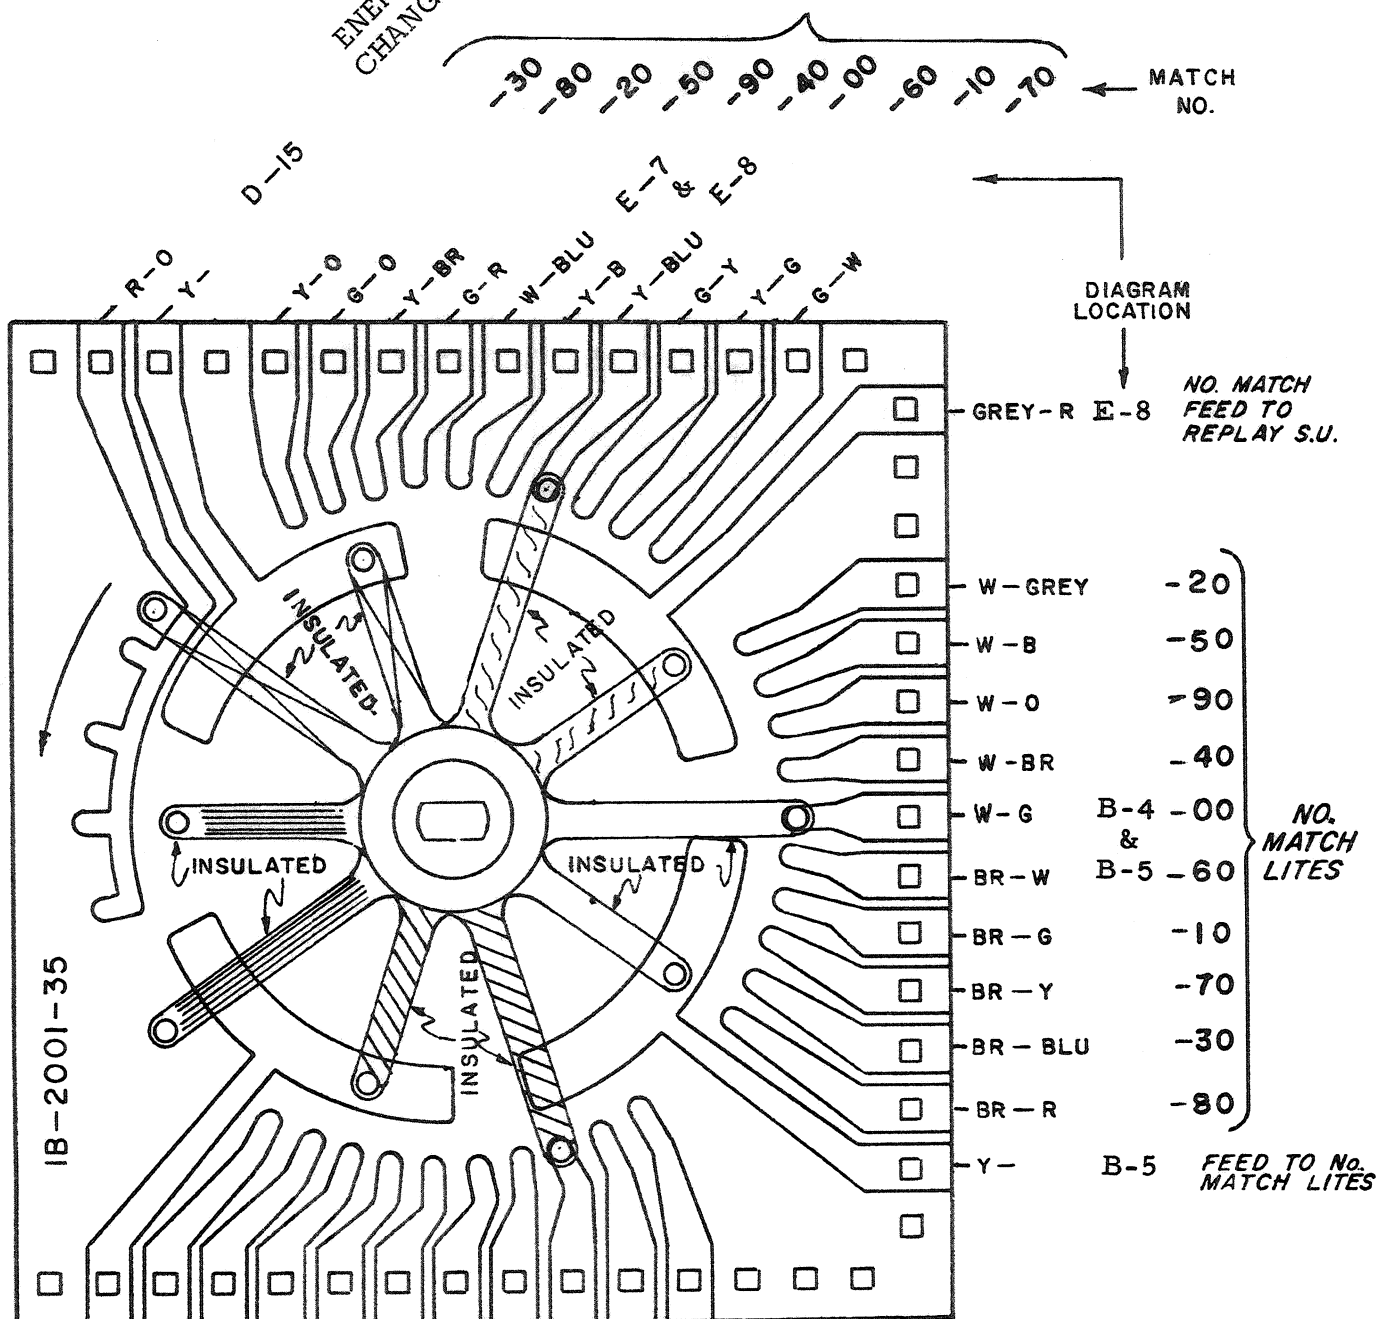 -30
-80
-20
-50
-90
-40
-00
-60
-10
-70
MATCH
NO.
D-15
E-7
&
E-8
R-O
Y-
Y-O
G-O
Y-BR
G-R
W-BLU
Y-B
Y-BLU
G-Y
Y-G
G-W
DIAGRAM
LOCATION
GREY-R E-8
NO. MATCH
FEED TO
REPLAY S.U.
W-GREY -20
W-B -50
W-O -90
W-BR -40
W-G B-4 -00
&
BR-W B-5 -60
BR-G -10
BR-Y -70
BR-BLU -30
BR-R -80
NO.
MATCH
LITES
Y- B-5
FEED TO No.
MATCH LITES
INSULATED
INSULATED
INSULATED
INSULATED
INSULATED
1B-2001-35